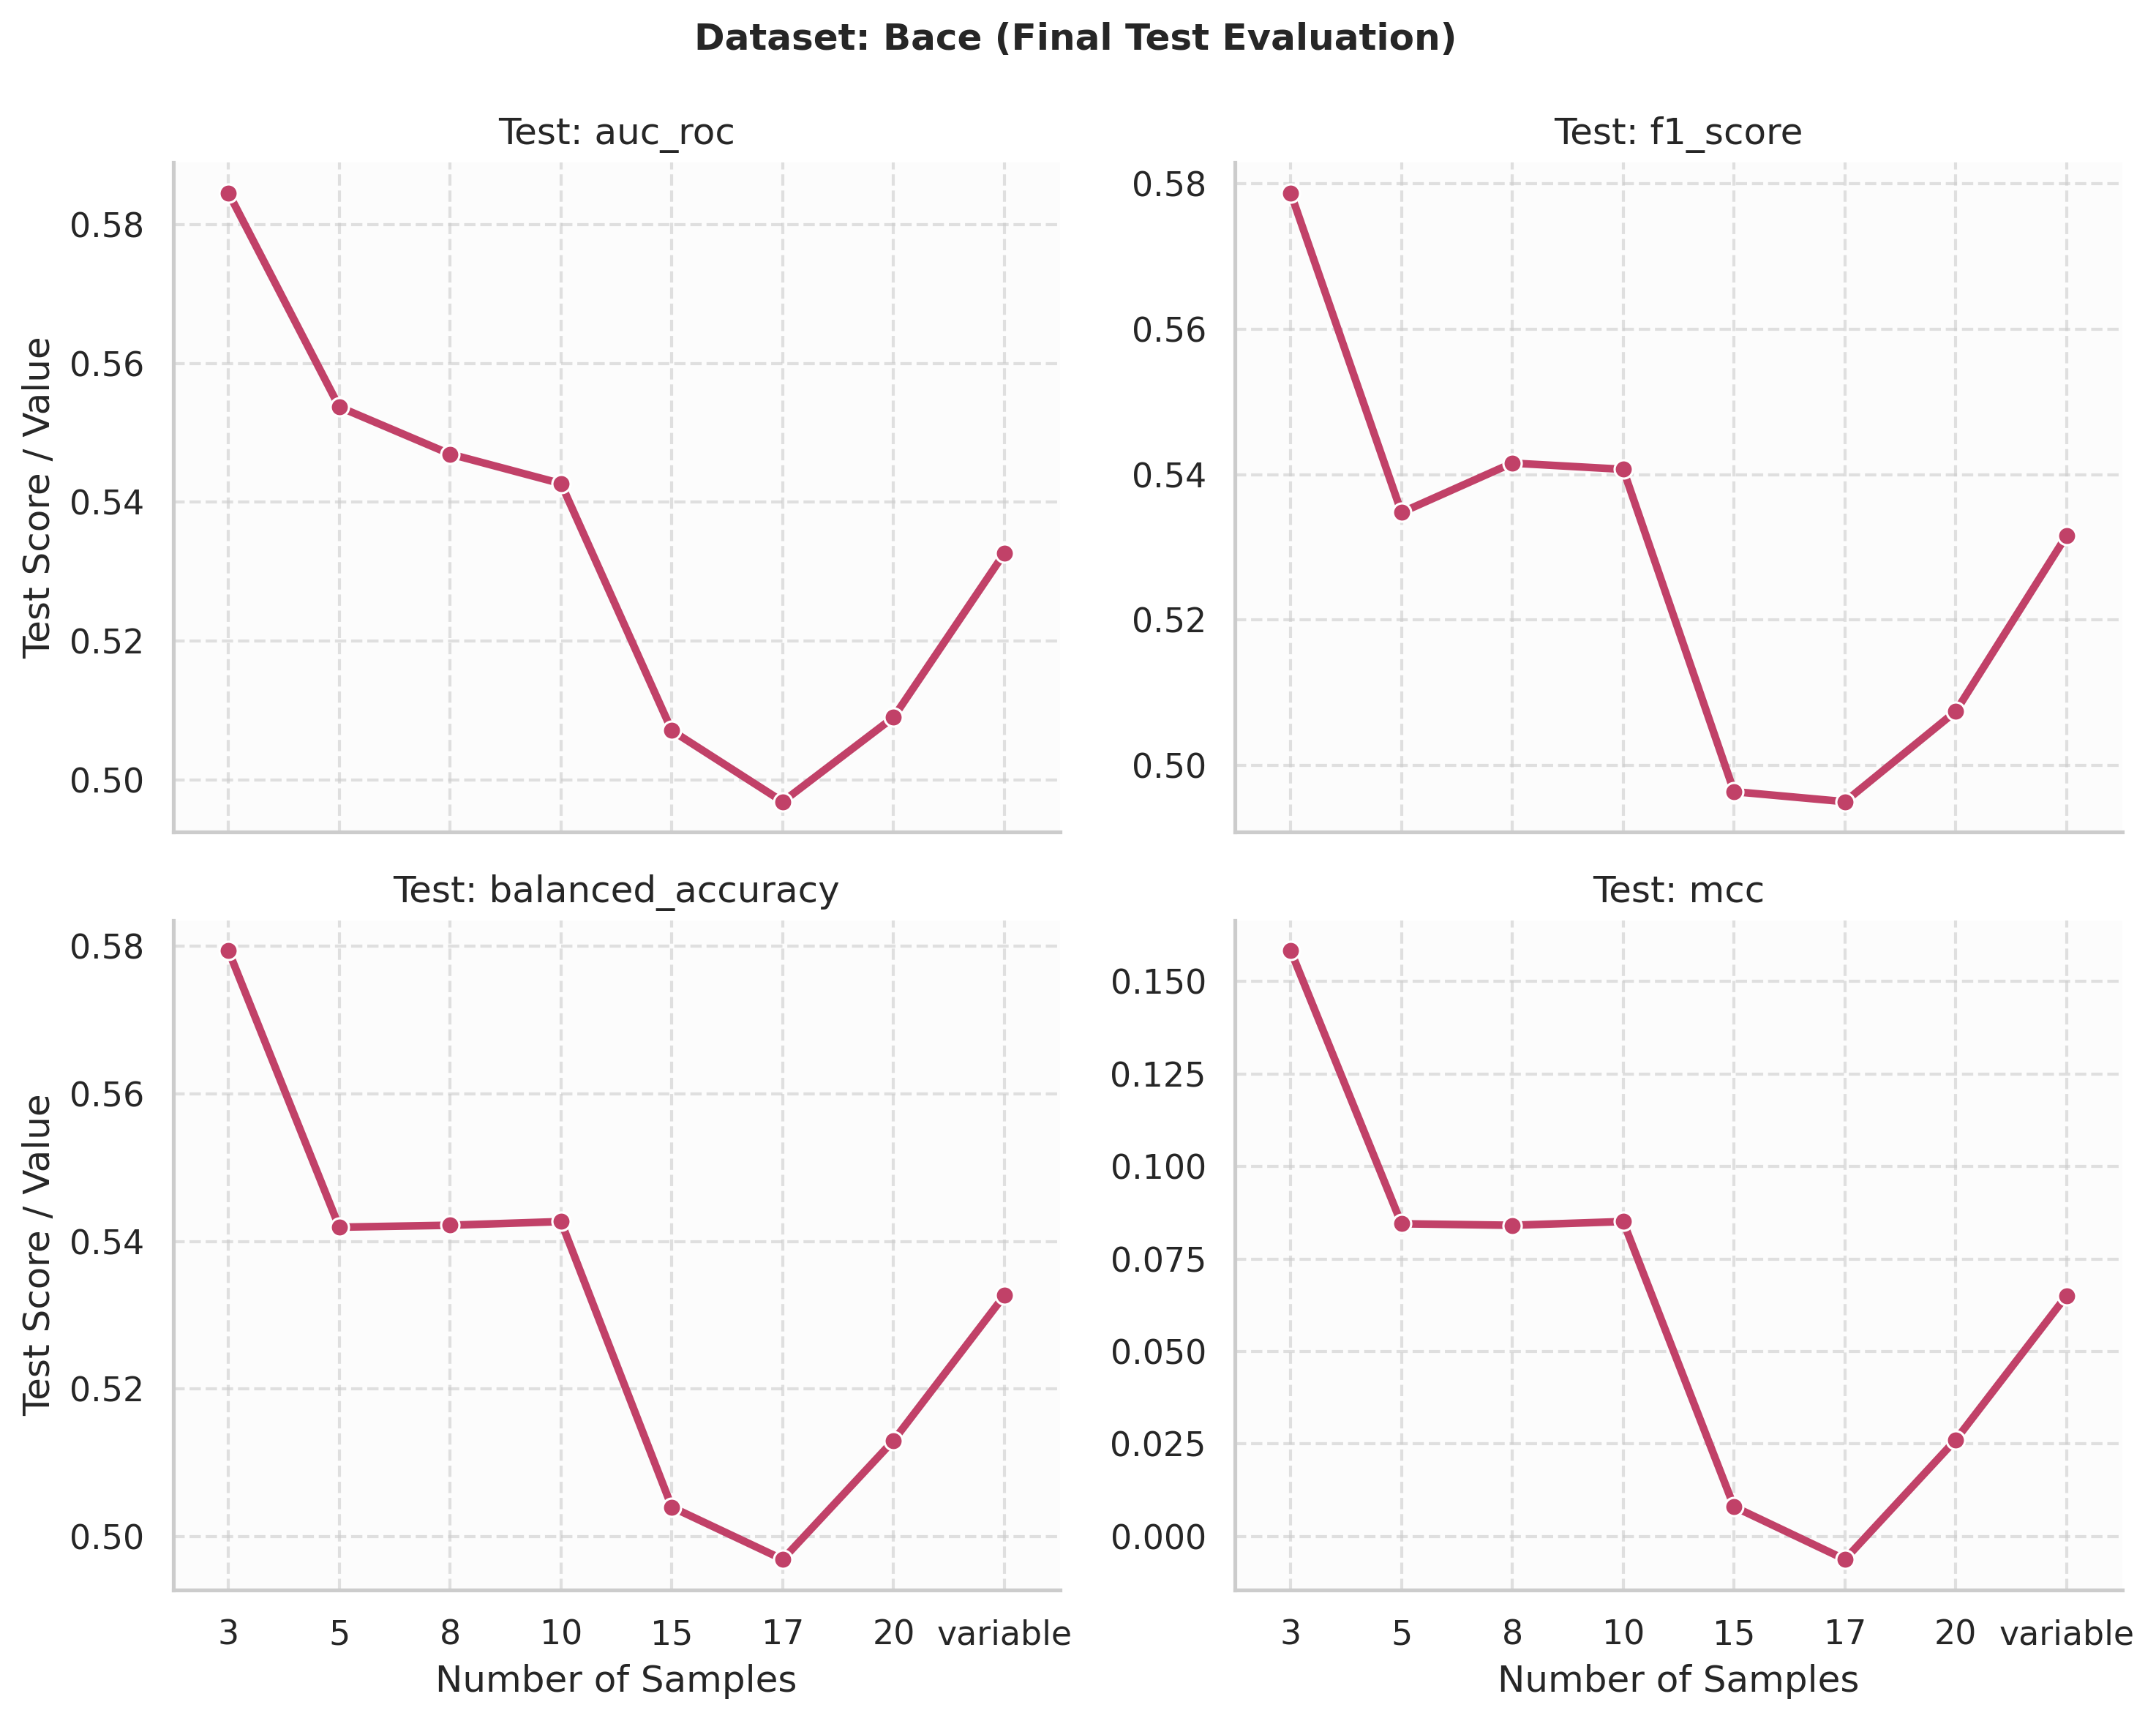 Dataset: Bace (Final Test Evaluation)
Test: auc_roc
Test Score / Value
0.58
0.56
0.54
0.52
0.50
Test: f1_score
0.58
0.56
0.54
0.52
0.50
Test: balanced_accuracy
Test Score / Value
0.58
0.56
0.54
0.52
0.50
3 5 8 10 15 17 20 variable
Number of Samples
Test: mcc
0.150
0.125
0.100
0.075
0.050
0.025
0.000
3 5 8 10 15 17 20 variable
Number of Samples